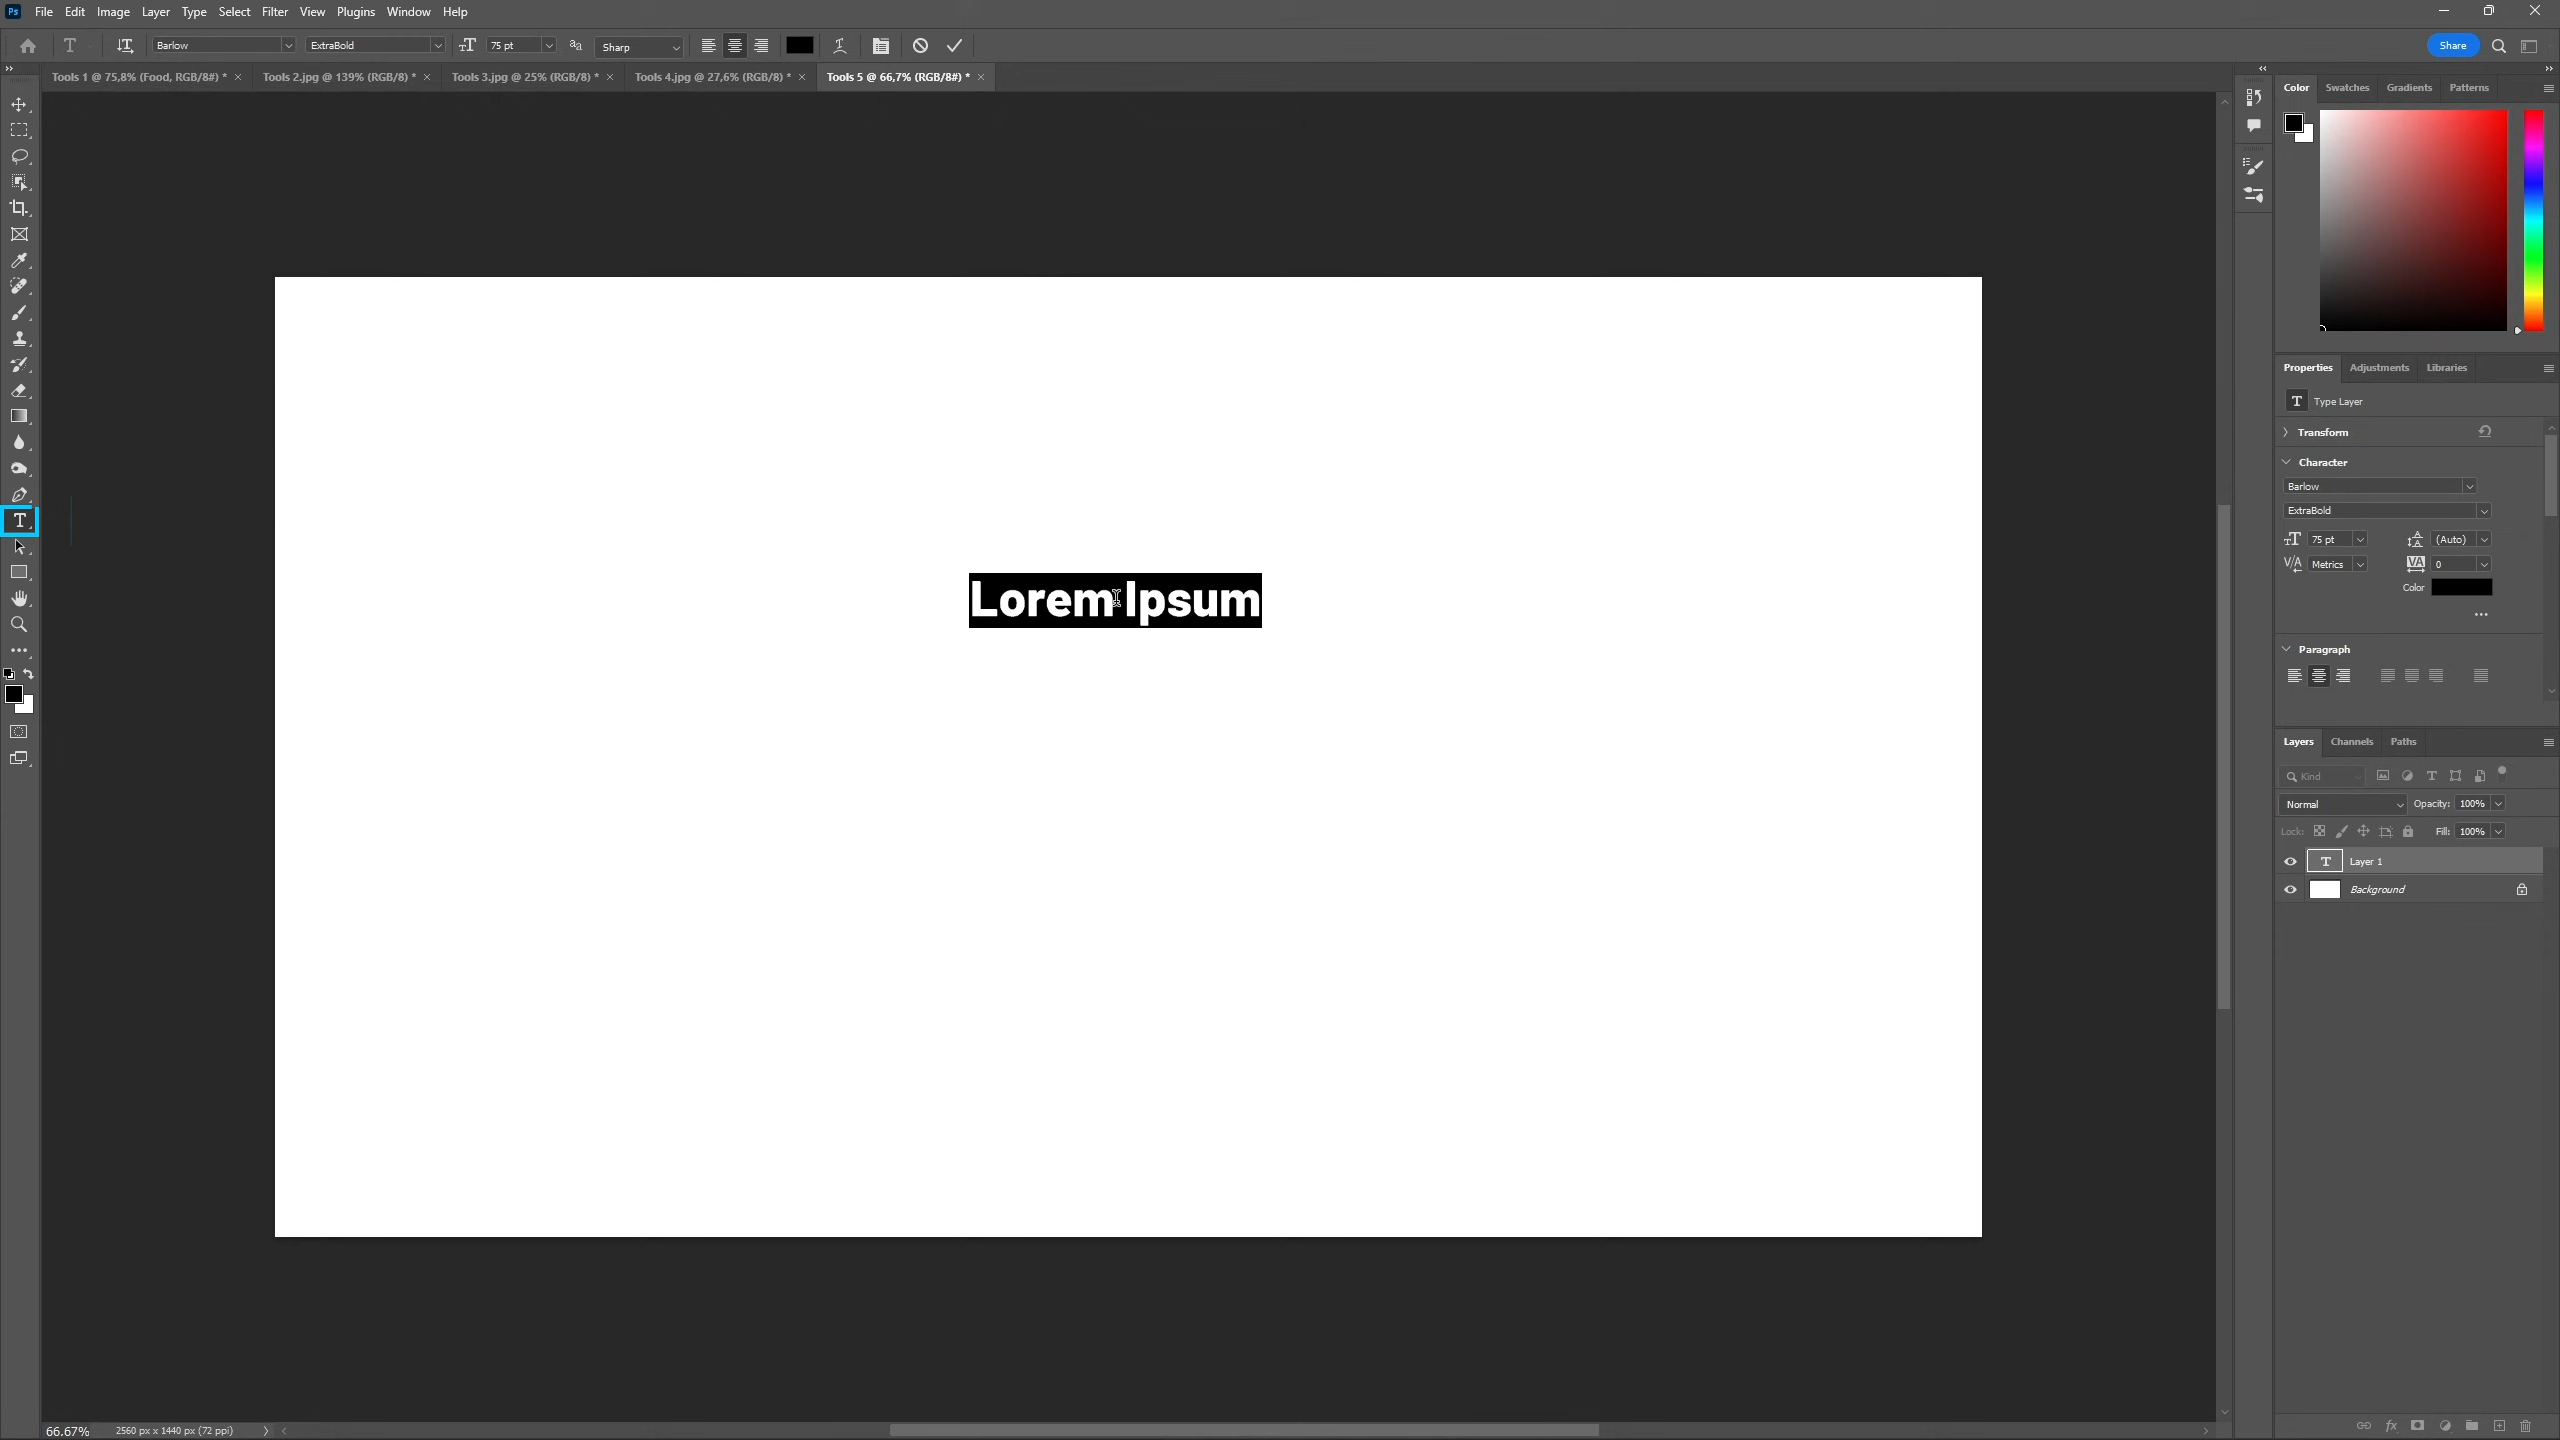 Ps File Edit Image Layer Type Select Filter View Plugins Window Help
T Barlow ExtraBold 75 pt aa Sharp Share
Tools 1 @ 75,8% (Food, RGB/8#) * Tools 2.jpg @ 139% (RGB/8) * Tools 3.jpg @ 25% (RGB/8) * Tools 4.jpg @ 27,6% (RGB/8) * Tools 5 @ 66,7% (RGB/8#) *
Color Swatches Gradients Patterns
Properties Adjustments Libraries
T Type Layer
Transform
Character
Barlow
ExtraBold
75 pt (Auto)
Metrics 0
Color
Lorem Ipsum
Paragraph
Layers Channels Paths
Kind
Normal Opacity: 100%
Lock: Fill: 100%
T Layer 1
Background
66,67% 2560 px x 1440 px (72 ppi)